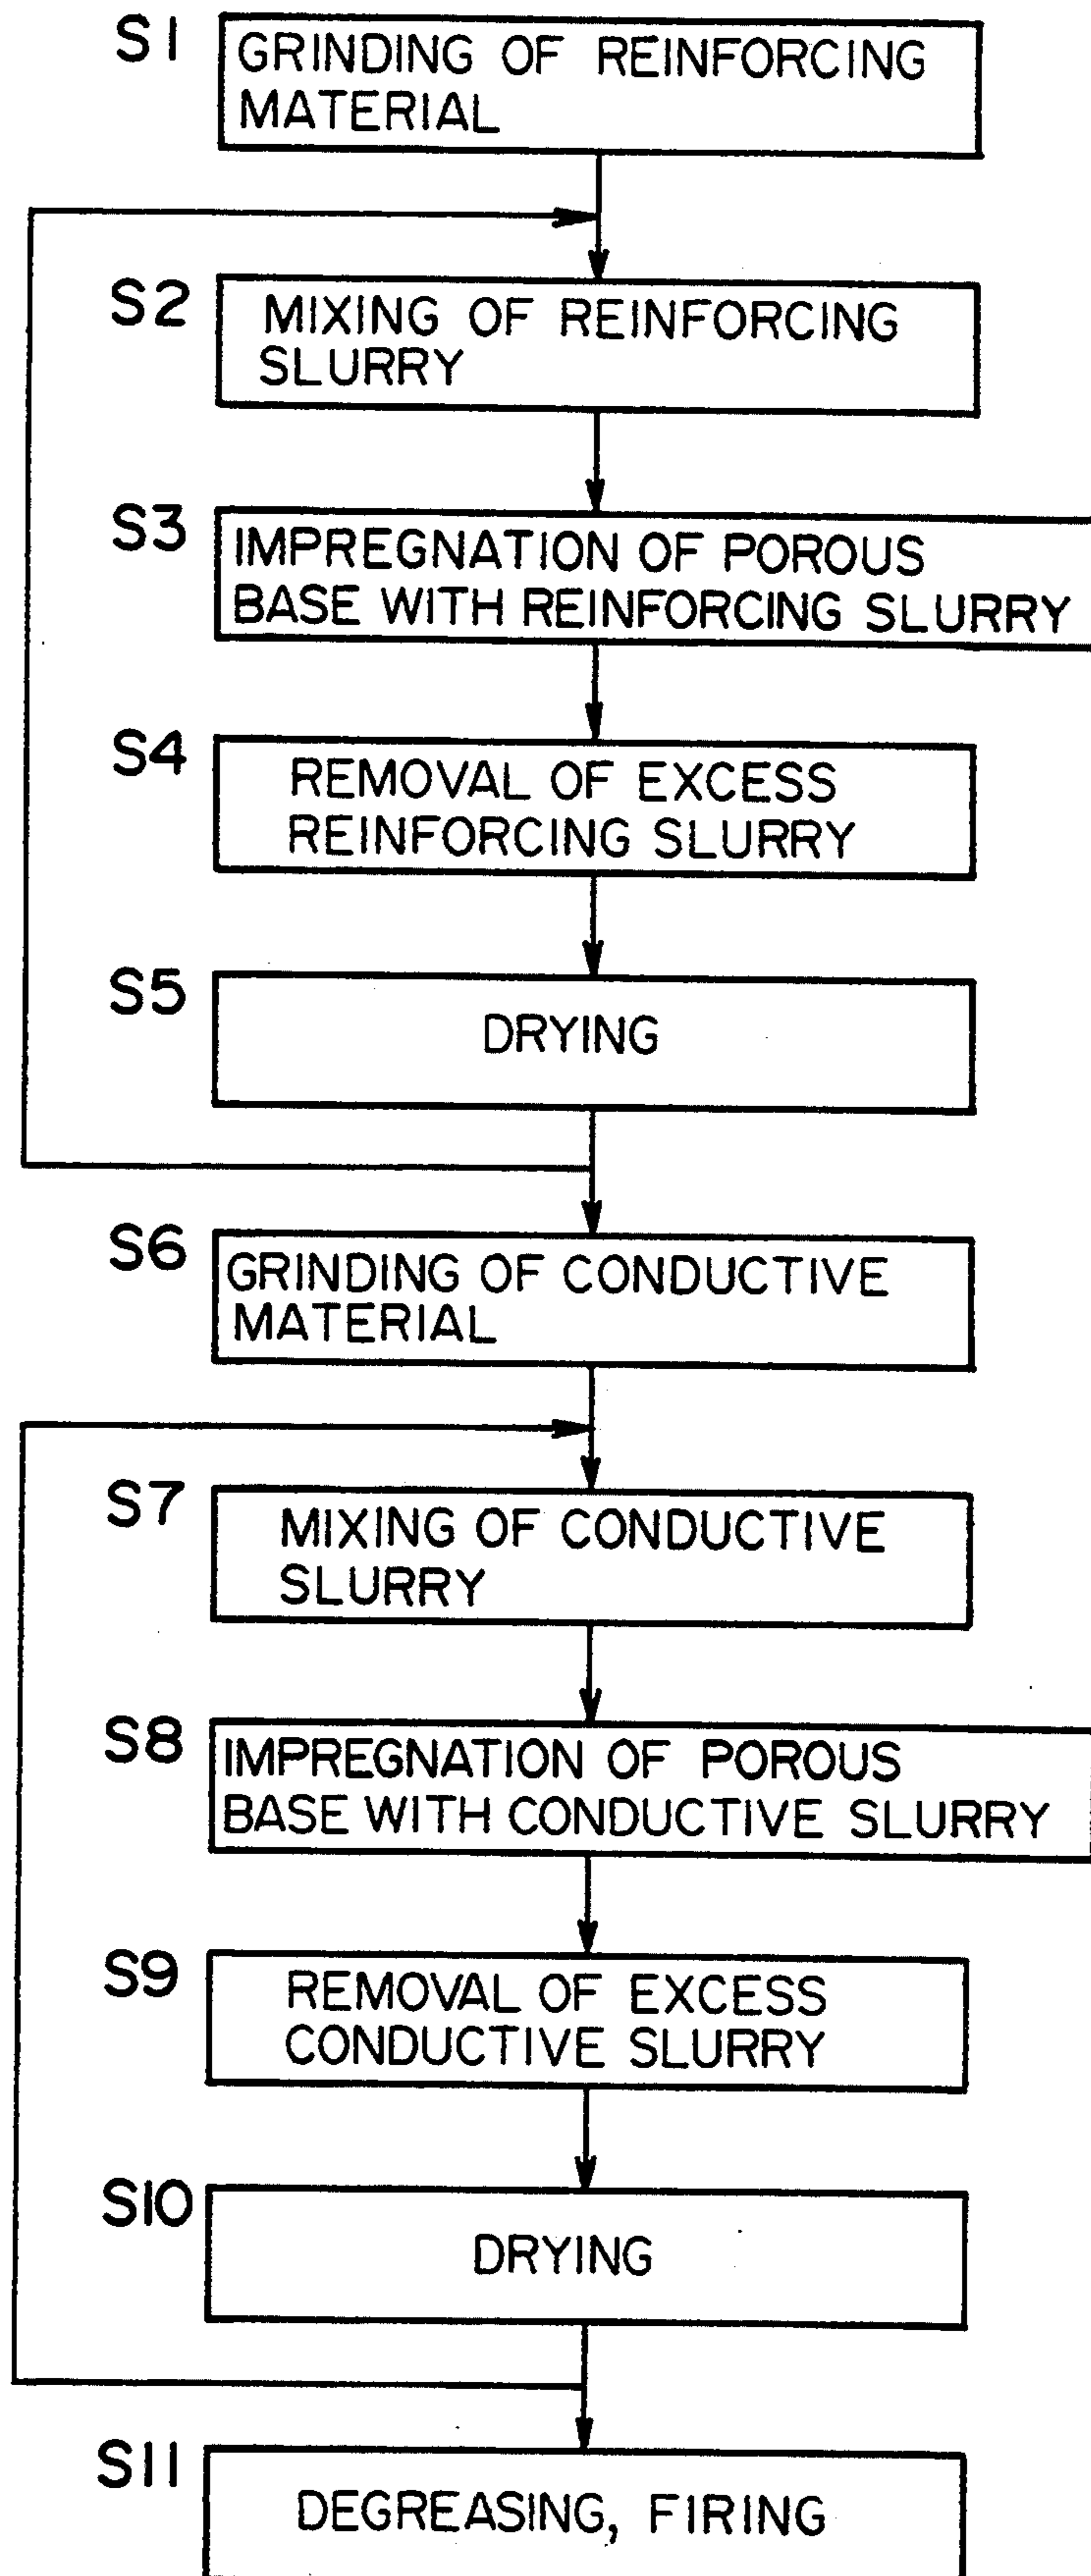 S1
GRINDING OF REINFORCING
MATERIAL
S2
MIXING OF REINFORCING
SLURRY
S3
IMPREGNATION OF POROUS
BASE WITH REINFORCING SLURRY
S4
REMOVAL OF EXCESS
REINFORCING SLURRY
S5
DRYING
S6
GRINDING OF CONDUCTIVE
MATERIAL
S7
MIXING OF CONDUCTIVE
SLURRY
S8
IMPREGNATION OF POROUS
BASE WITH CONDUCTIVE SLURRY
S9
REMOVAL OF EXCESS
CONDUCTIVE SLURRY
S10
DRYING
S11
DEGREASING, FIRING